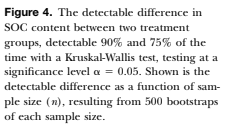 Figure 4. The detectable difference in
SOC content between two treatment
groups, detectable 90% and 75% of the
time with a Kruskal-Wallis test, testing at a
significance level α = 0.05. Shown is the
detectable difference as a function of sam-
ple size (n), resulting from 500 bootstraps
of each sample size.